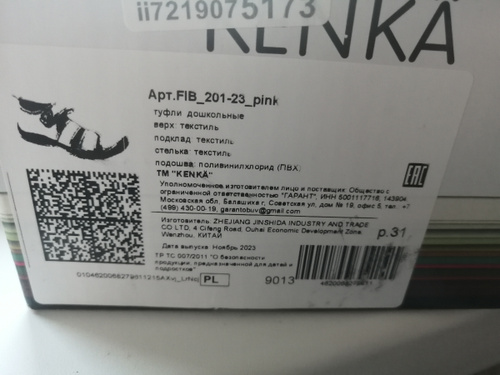 ii7219075173
KENKÄ
Арт.FIB_201-23_pink
туфли дошкольные
верх: текстиль
подклад: текстиль
стелька: текстиль
подошва: поливинилхлорид (ПВХ)
ТМ "KENKÄ"
Уполномоченное изготовителем лицо и поставщик: Общество с
ограниченной ответственностью "ГАРАНТ", ИНН 5001117716, 143904,
Московская обл, Балашиха г, Советская ул, дом № 19, офис 5, тел. +7
(499) 430-00-19, garantobuv@gmail.com
EAC
Изготовитель: ZHEJIANG JINSHIDA INDUSTRY AND TRADE
CO LTD, 4 Cifang Road, Ouhai Economic Development Zone,
Wenzhou, КИТАЙ
р.31
Дата выпуска: Ноябрь 2023
ТР ТС 007/2011 "О безопасности
продукции, предназначенной для детей и
подростков"
PL
9013